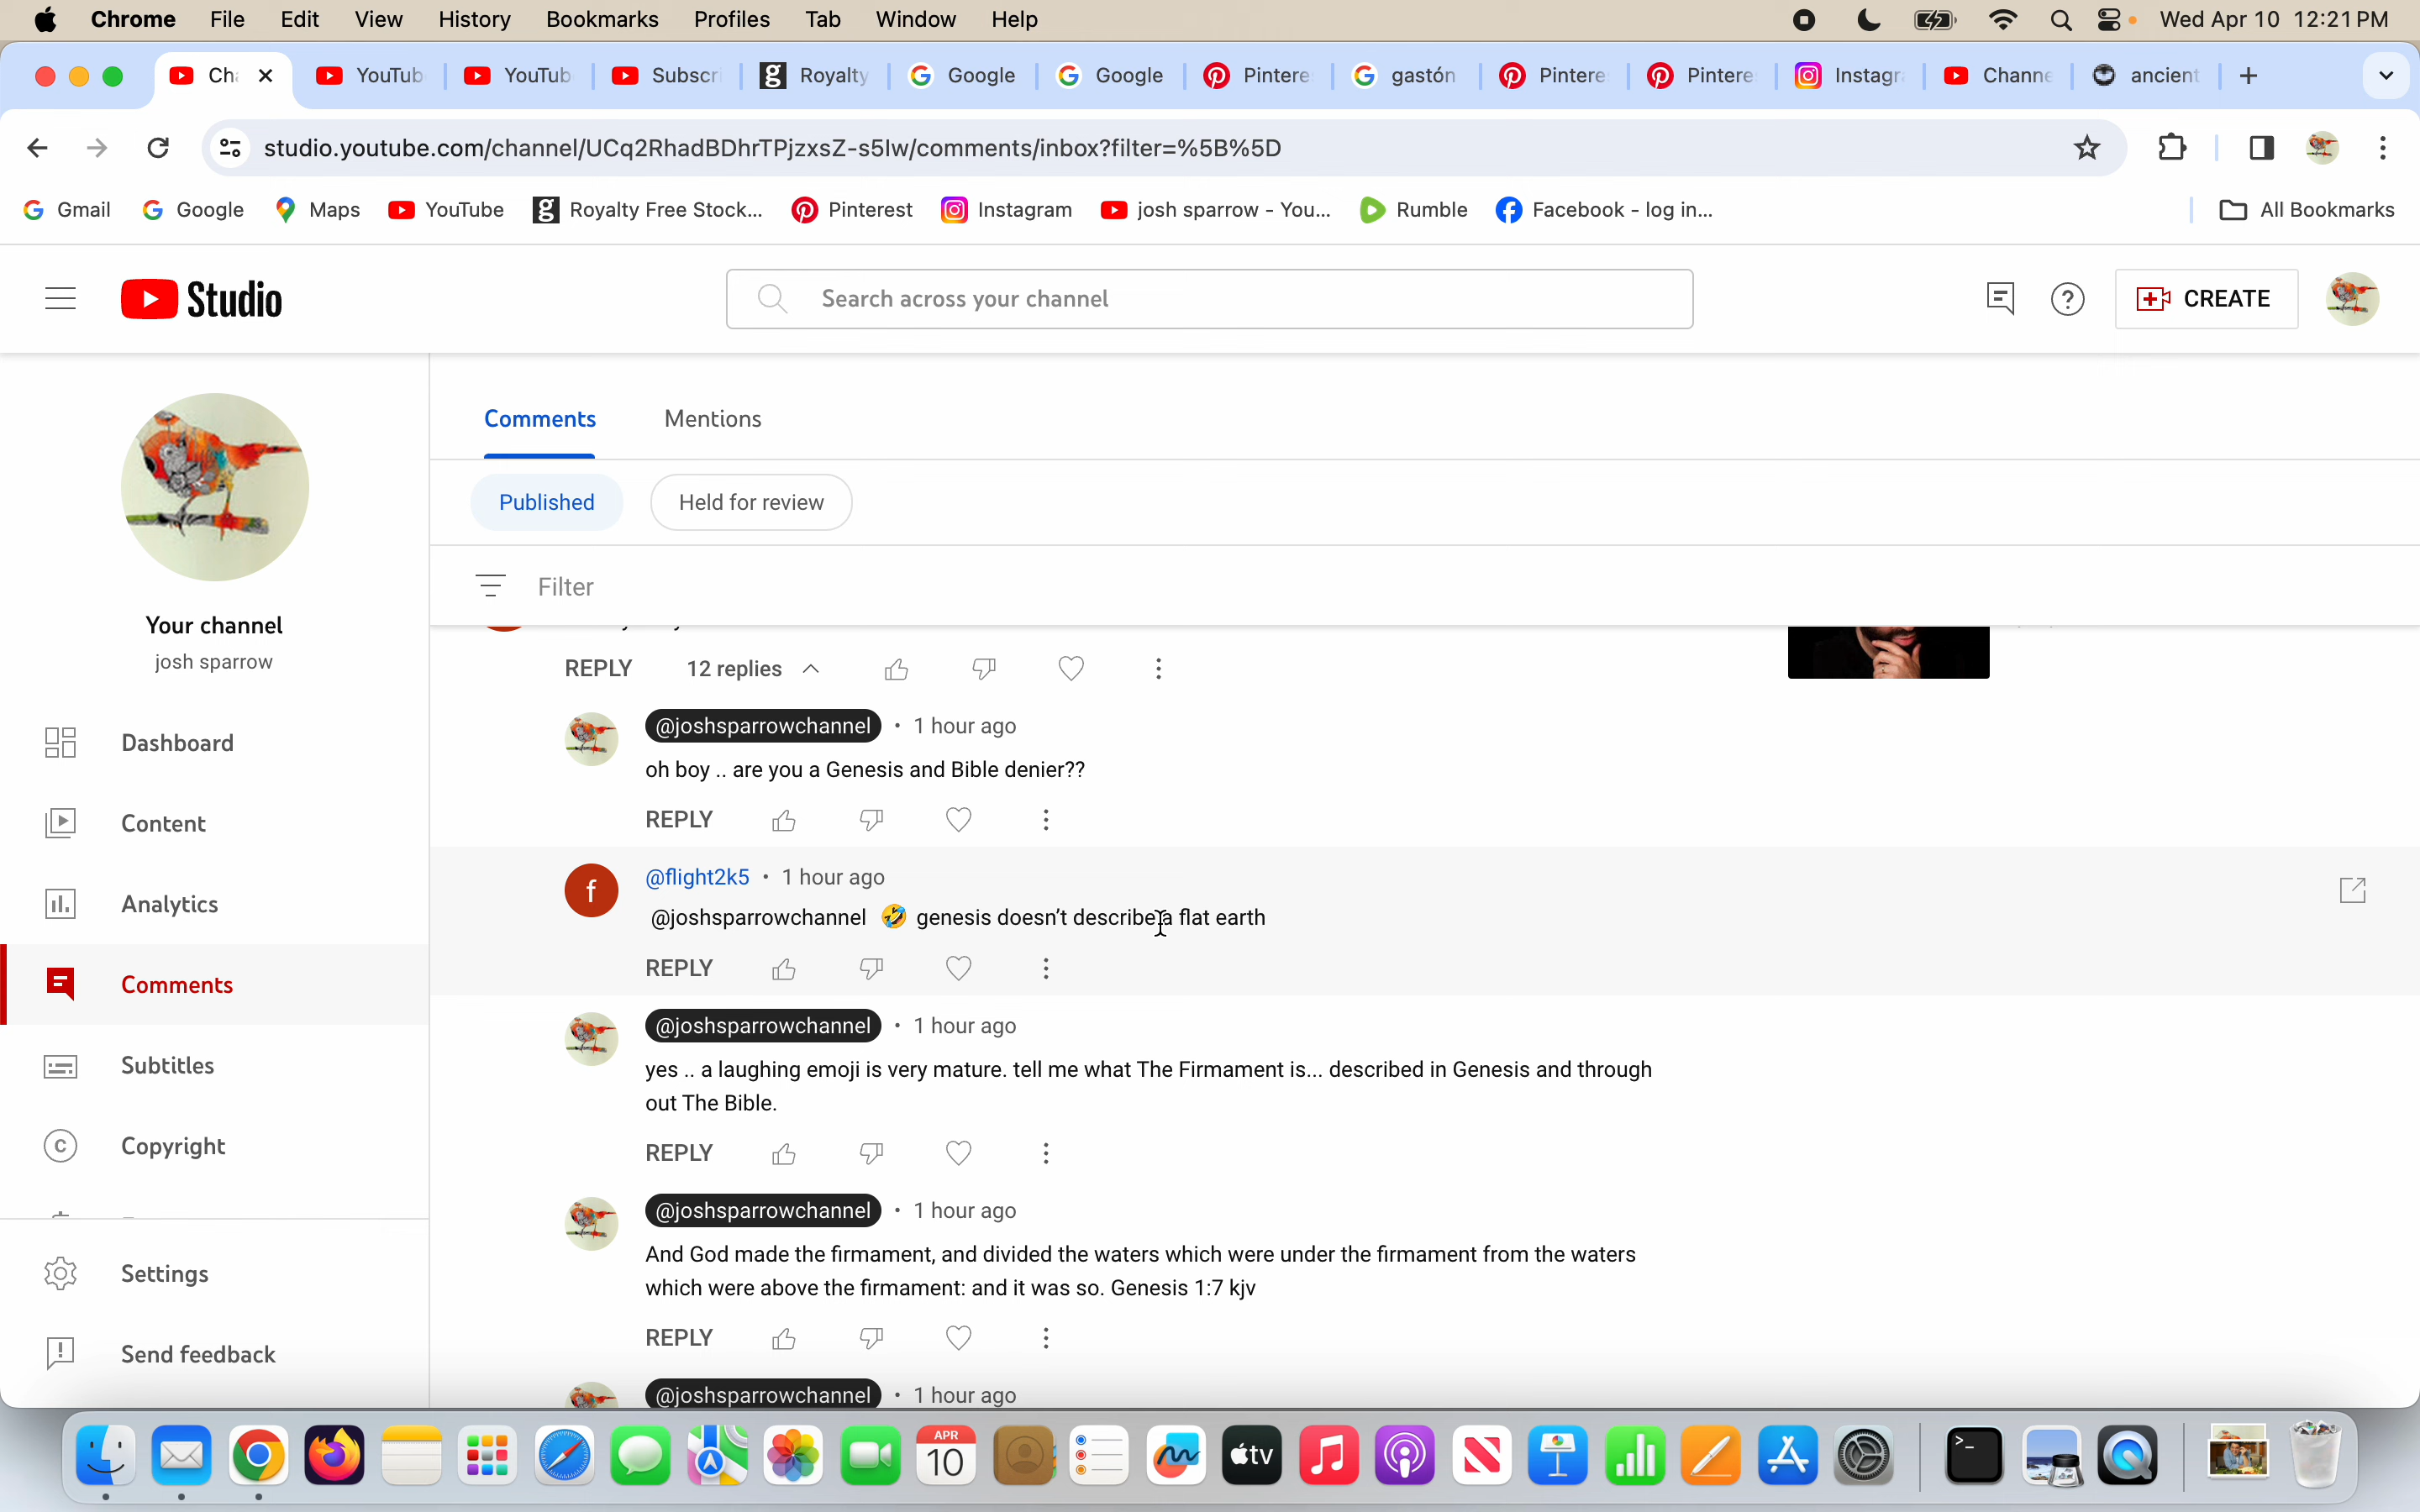 Chrome File Edit View History Bookmarks Profiles Tab Window Help Wed Apr 10 12:21 PM
Ch YouTub YouTub Subscri Royalty Google Google Pintere gastón Pintere Pintere Instagr Channe ancient
studio.youtube.com/channel/UCq2RhadBDhrTPjzxsZ-s5Iw/comments/inbox?filter=%5B%5D
Gmail Google Maps YouTube Royalty Free Stock... Pinterest Instagram josh sparrow - You... Rumble Facebook - log in... All Bookmarks
Studio Search across your channel CREATE
Comments Mentions
Published Held for review
Filter
Your channel
josh sparrow
Dashboard
Content
Analytics
Comments
Subtitles
Copyright
Settings
Send feedback
REPLY 12 replies
@joshsparrowchannel • 1 hour ago
oh boy .. are you a Genesis and Bible denier??
REPLY
f @flight2k5 • 1 hour ago
@joshsparrowchannel 🤣 genesis doesn't describe a flat earth
REPLY
@joshsparrowchannel • 1 hour ago
yes .. a laughing emoji is very mature. tell me what The Firmament is... described in Genesis and through
out The Bible.
REPLY
@joshsparrowchannel • 1 hour ago
And God made the firmament, and divided the waters which were under the firmament from the waters
which were above the firmament: and it was so. Genesis 1:7 kjv
REPLY
@joshsparrowchannel • 1 hour ago
APR
10
tv